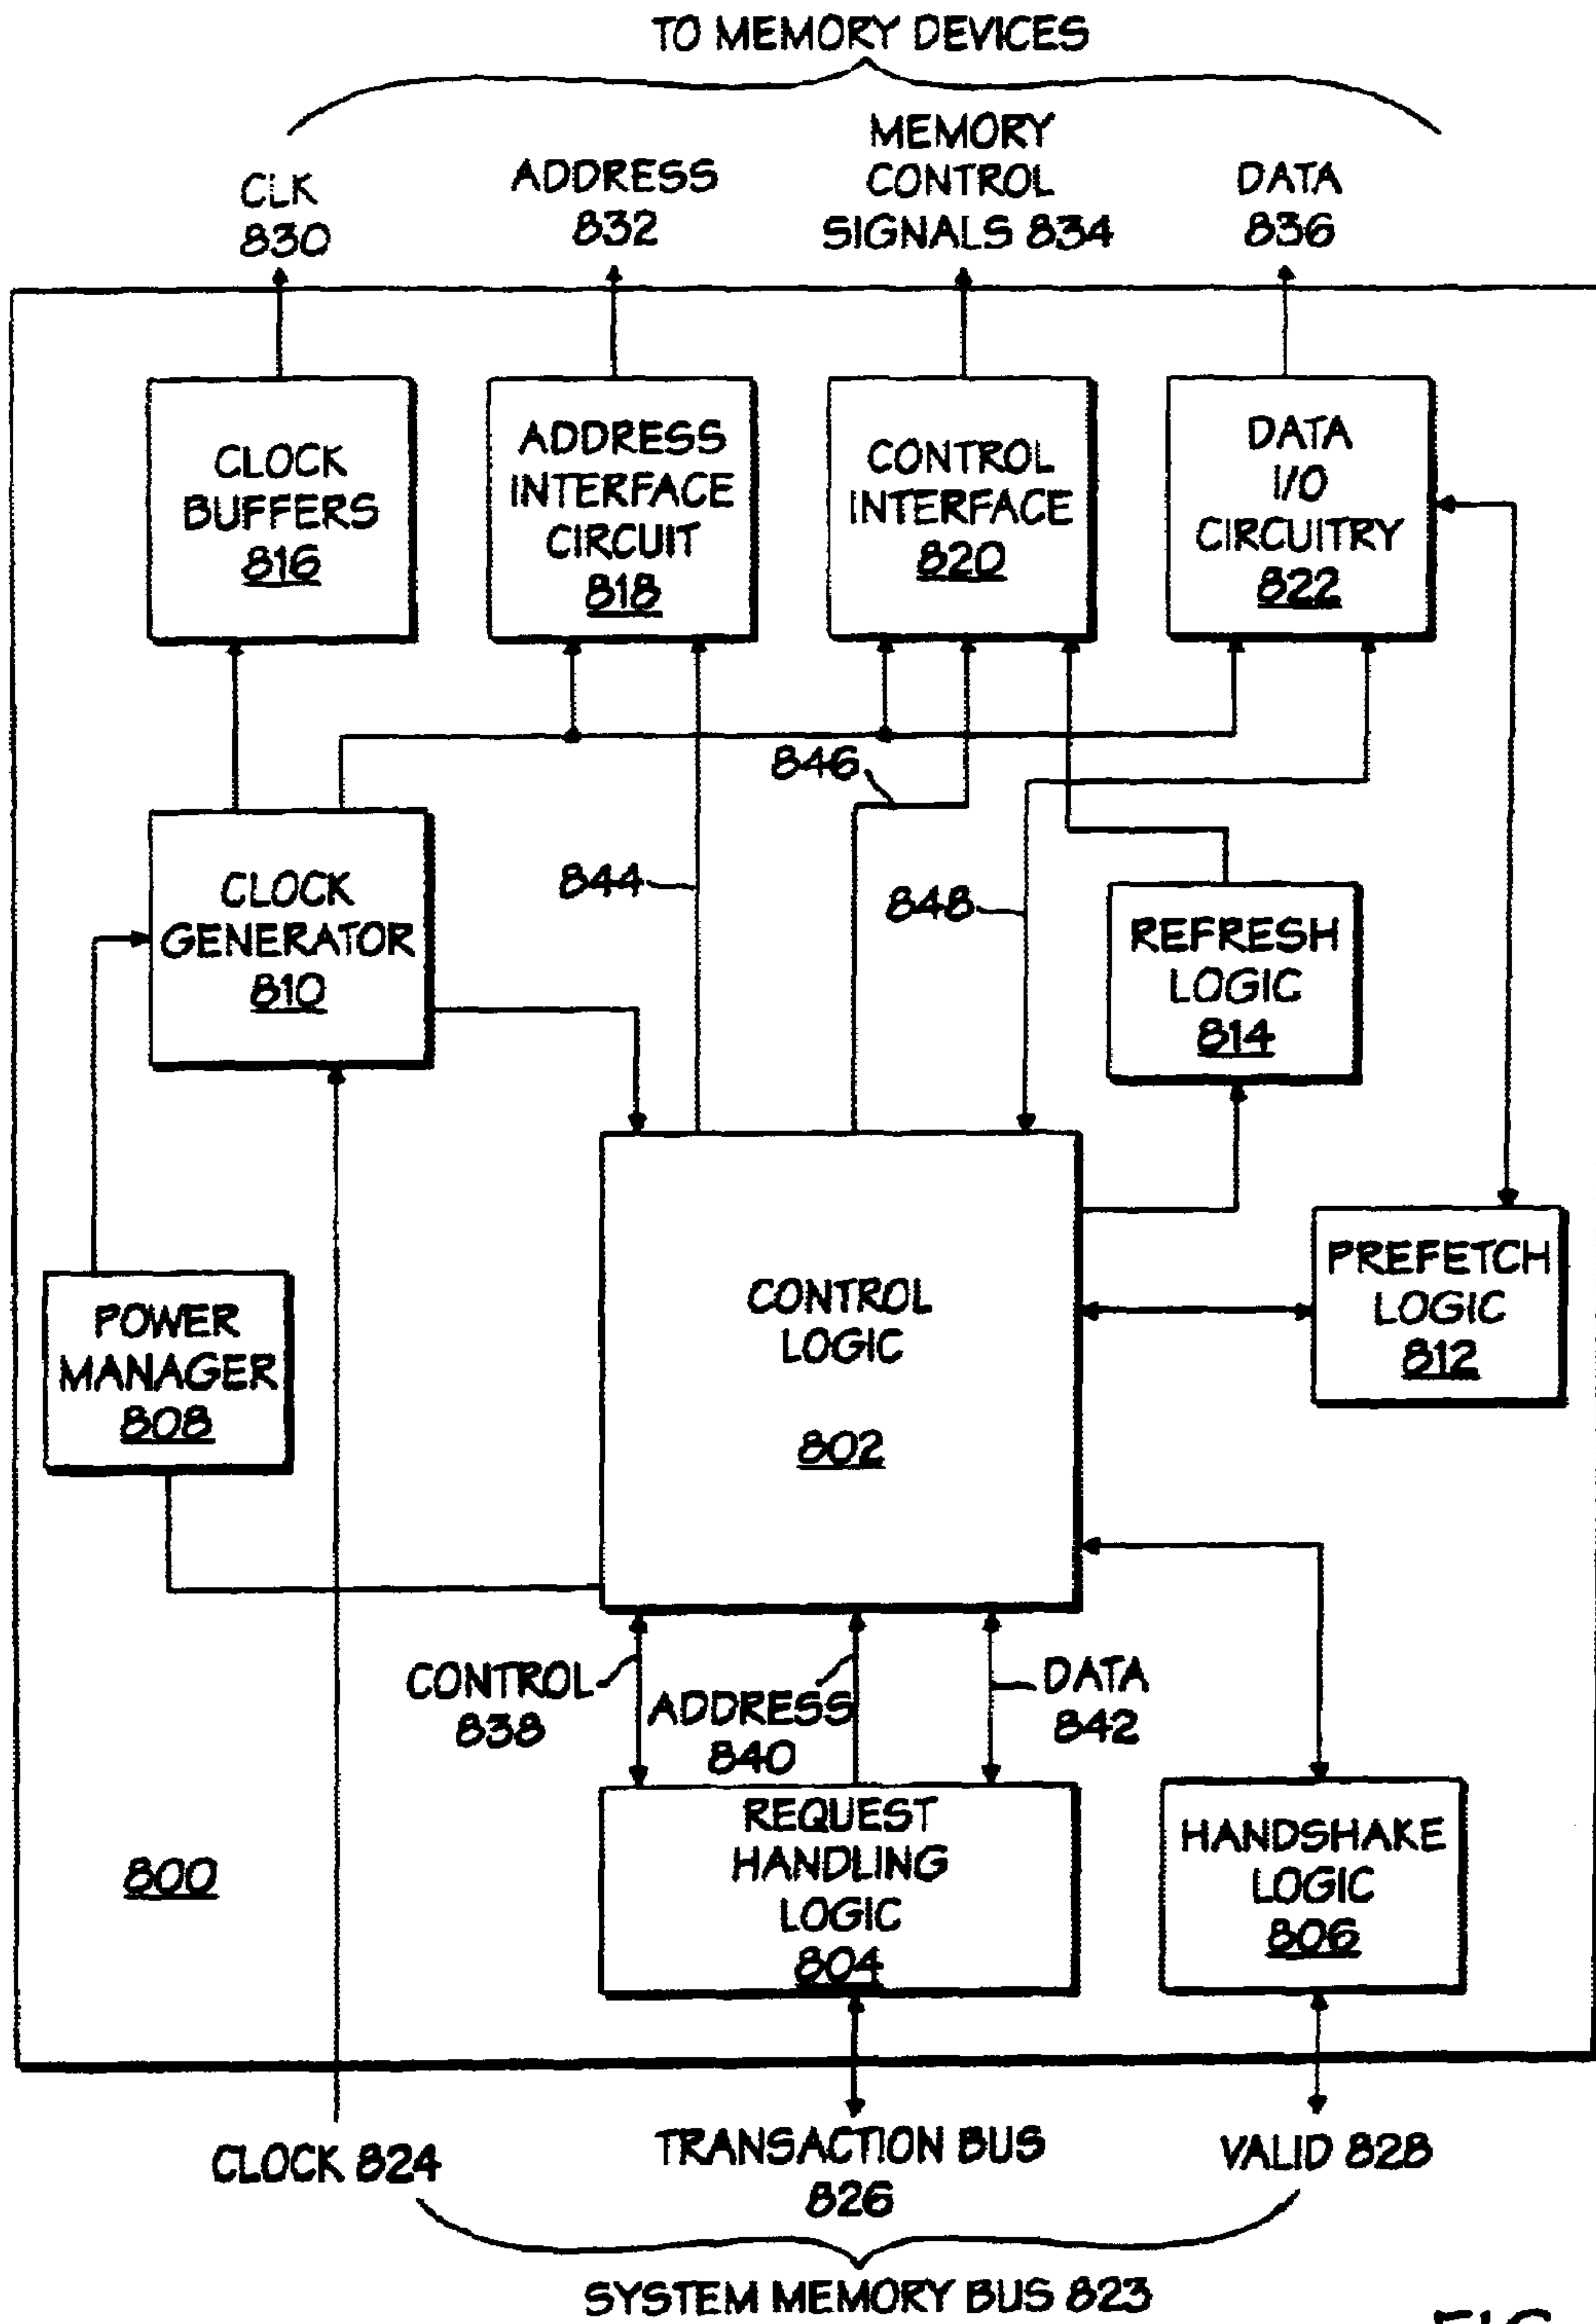 TO MEMORY DEVICES
CLK
830
ADDRESS
832
MEMORY
CONTROL
SIGNALS 834
DATA
836
CLOCK
BUFFERS
816
ADDRESS
INTERFACE
CIRCUIT
818
CONTROL
INTERFACE
820
DATA
I/O
CIRCUITRY
822
846
844
848
CLOCK
GENERATOR
810
REFRESH
LOGIC
814
POWER
MANAGER
808
CONTROL
LOGIC
802
PREFETCH
LOGIC
812
CONTROL
838
ADDRESS
840
DATA
842
800
REQUEST
HANDLING
LOGIC
804
HANDSHAKE
LOGIC
806
CLOCK 824
TRANSACTION BUS
826
VALID 828
SYSTEM MEMORY BUS 823